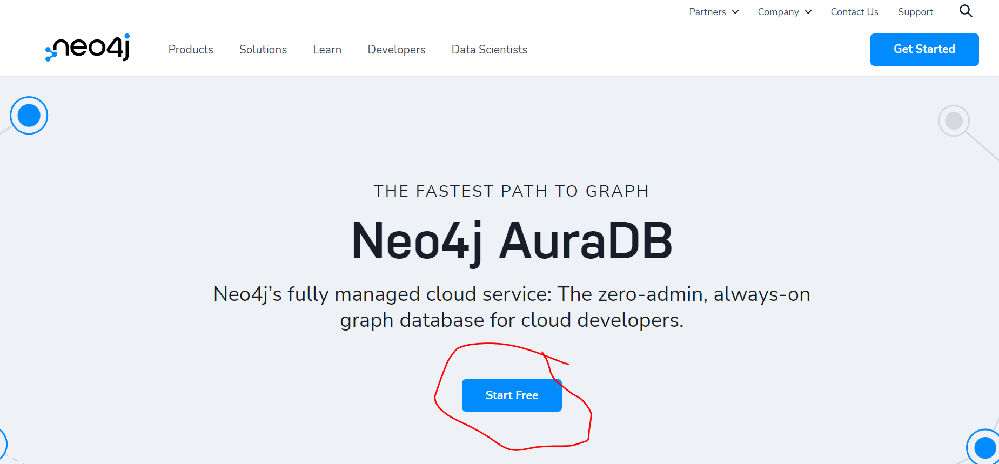 Partners Company Contact Us Support
neo4j Products Solutions Learn Developers Data Scientists Get Started
THE FASTEST PATH TO GRAPH
Neo4j AuraDB
Neo4j’s fully managed cloud service: The zero-admin, always-on
graph database for cloud developers.
Start Free